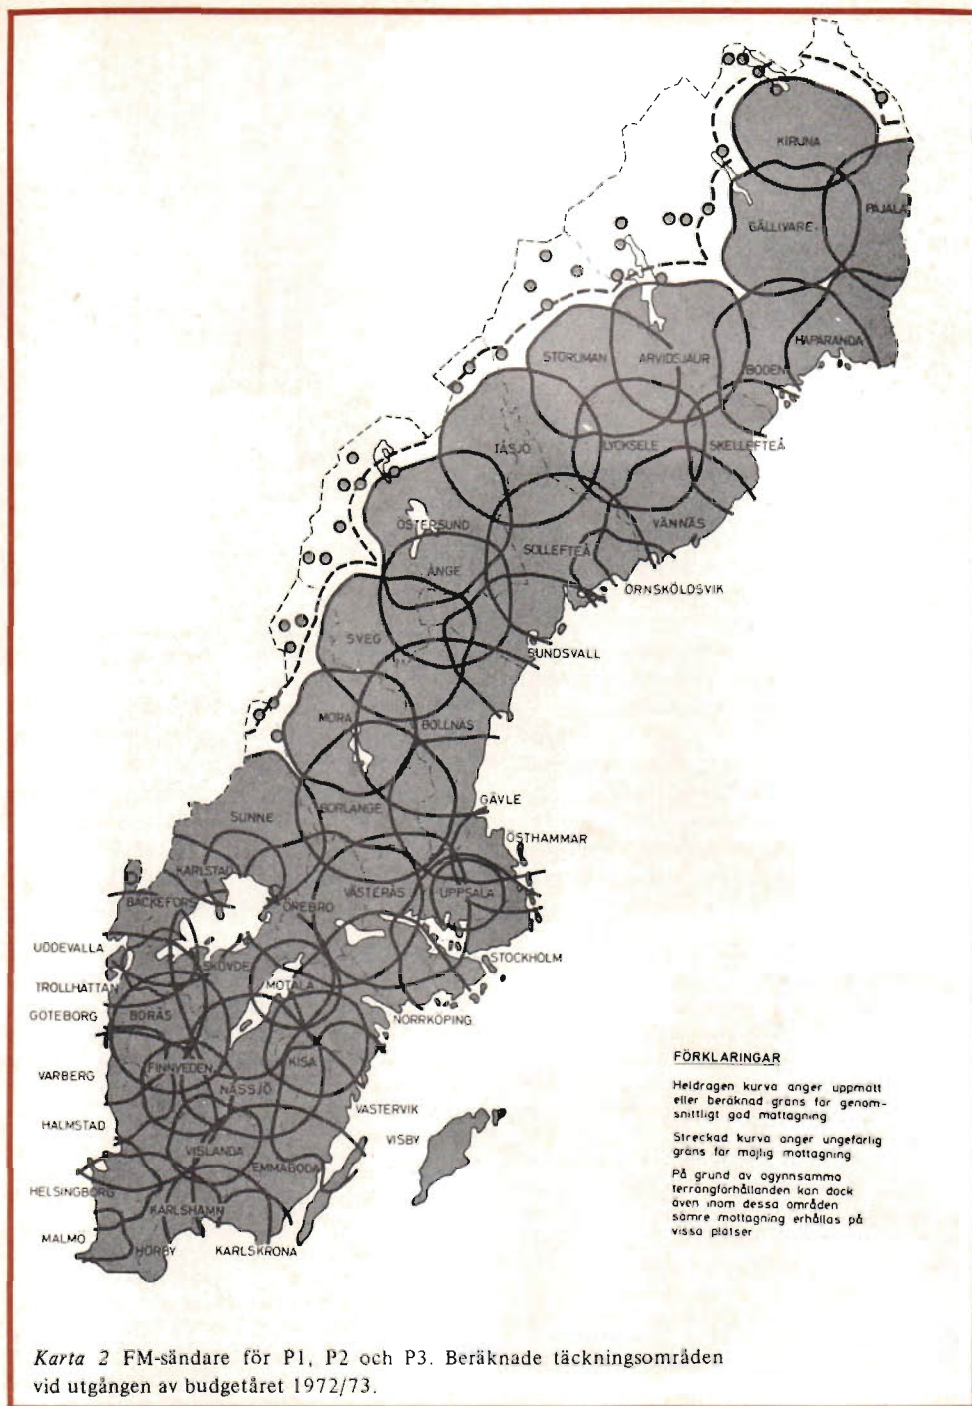 KIRUNA
PAJALA
GÄLLIVARE
HAPARANDA
STORUMAN
ARVIDSJAUR
BODEN
TÅSJÖ
LYCKSELE
SKELLEFTEÅ
ÖSTERSUND
VÄNNÄS
SOLLEFTEÅ
ÅNGE
ÖRNSKÖLDSVIK
SVEG
SUNDSVALL
MORA
BOLLNÄS
GÄVLE
BORLÄNGE
SUNNE
ÖSTHAMMAR
KARLSTAD
VÄSTERÅS
UPPSALA
BÄCKEFORS
ÖREBRO
UDDEVALLA
STOCKHOLM
SKÖVDE
TROLLHÄTTAN
MOTALA
GÖTEBORG
BORÅS
NORRKÖPING
KISA
FINNVEDEN
VARBERG
NÄSSJÖ
VÄSTERVIK
HALMSTAD
VISBY
VISLANDA
EMMABODA
HELSINGBORG
KARLSHAMN
MALMÖ
HÖRBY
KARLSKRONA
FÖRKLARINGAR
Heldragen kurva anger uppmätt
eller beräknad gräns för genom-
snittligt god mottagning
Streckad kurva anger ungefärlig
gräns för möjlig mottagning
På grund av ogynnsamma
terrängförhållanden kan dock
även inom dessa områden
sämre mottagning erhållas på
vissa platser
Karta 2 FM-sändare för P1, P2 och P3. Beräknade täckningsområden
vid utgången av budgetåret 1972/73.